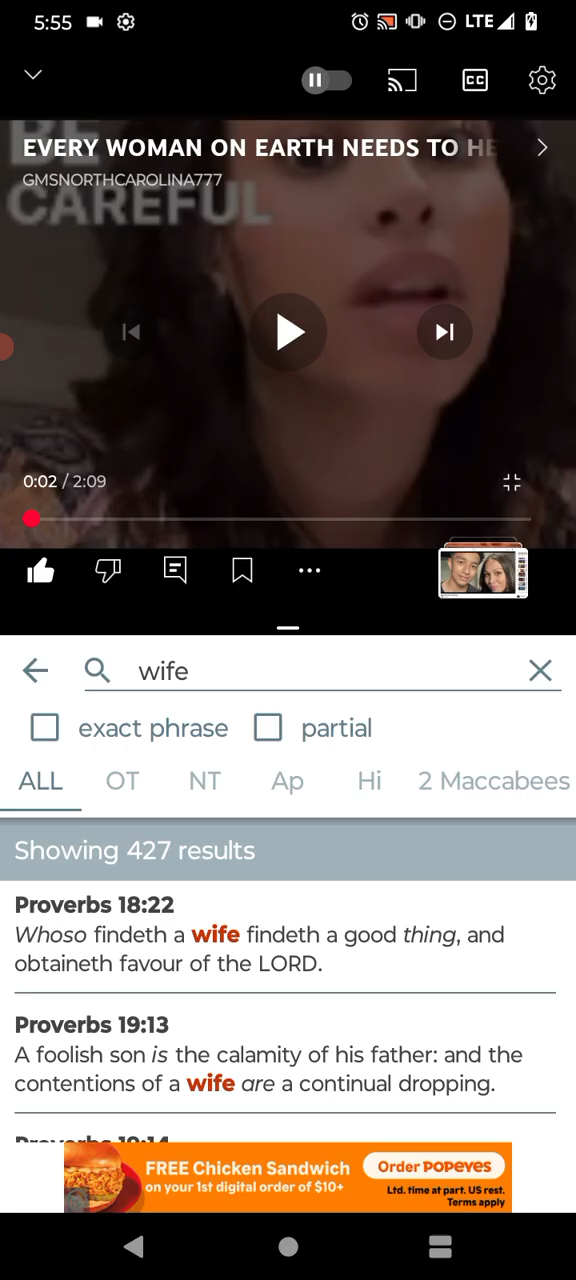 5:55
LTE
BE
EVERY WOMAN ON EARTH NEEDS TO HE
GMSNORTHCAROLINA777
CAREFUL
0:02 / 2:09
wife
exact phrase
partial
ALL OT NT Ap Hi 2 Maccabees
Showing 427 results
Proverbs 18:22
Whoso findeth a wife findeth a good thing, and
obtaineth favour of the LORD.
Proverbs 19:13
A foolish son is the calamity of his father: and the
contentions of a wife are a continual dropping.
Proverbs 19:14
FREE Chicken Sandwich
on your 1st digital order of $10+
Order POPEYES
Ltd. time at part. US rest.
Terms apply